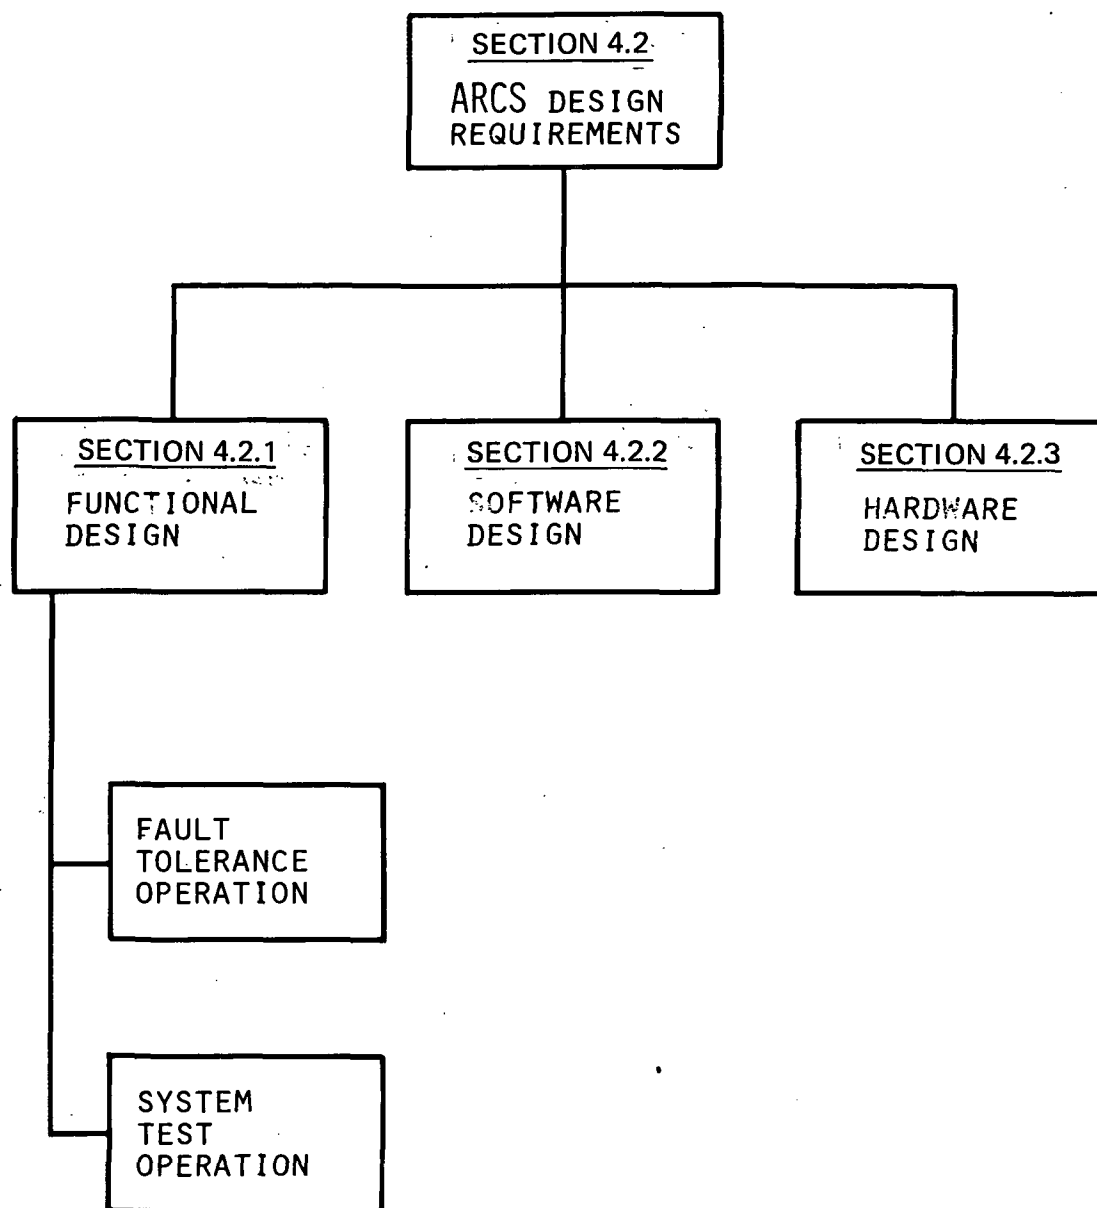 SECTION 4.2
ARCS DESIGN
REQUIREMENTS
SECTION 4.2.1
FUNCTIONAL
DESIGN
SECTION 4.2.2
SOFTWARE
DESIGN
SECTION 4.2.3
HARDWARE
DESIGN
FAULT
TOLERANCE
OPERATION
SYSTEM
TEST
OPERATION